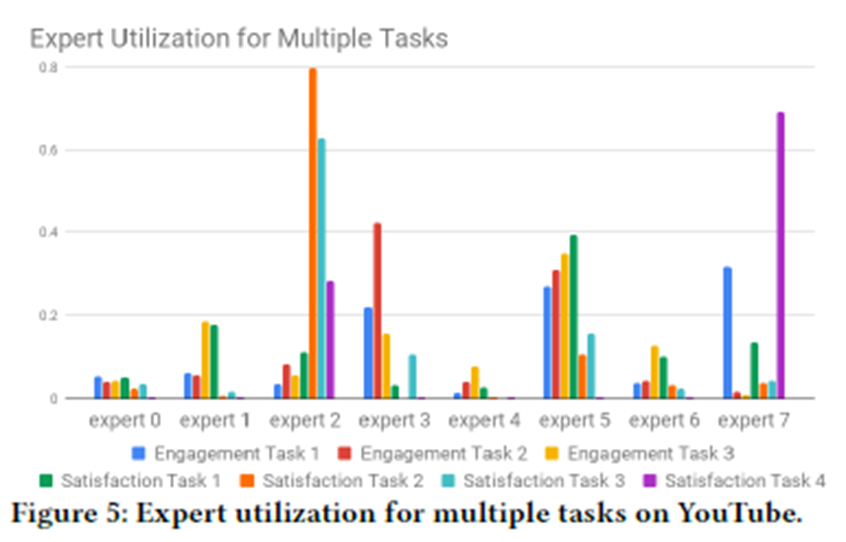 Expert Utilization for Multiple Tasks
0.8
0.6
0.4
0.2
0
expert 0 expert 1 expert 2 expert 3 expert 4 expert 5 expert 6 expert 7
Engagement Task 1 Engagement Task 2 Engagement Task 3
Satisfaction Task 1 Satisfaction Task 2 Satisfaction Task 3 Satisfaction Task 4
Figure 5: Expert utilization for multiple tasks on YouTube.